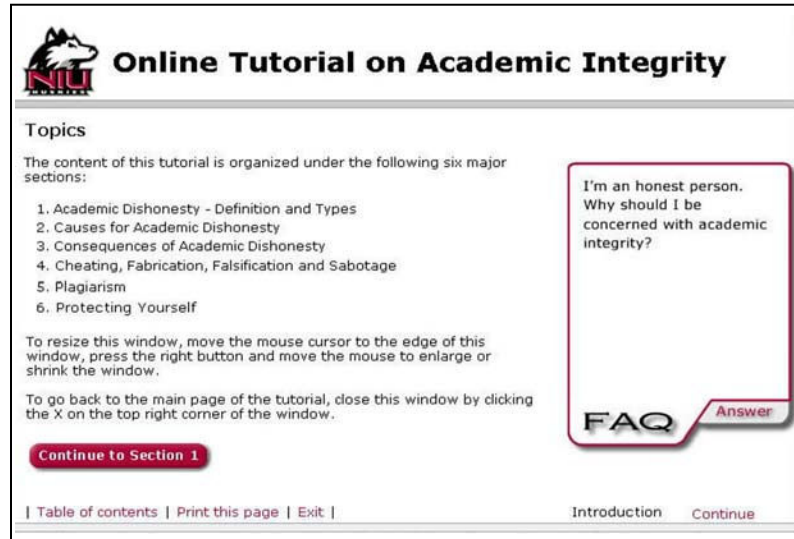 NIU
HUSKIES
Online Tutorial on Academic Integrity
Topics
The content of this tutorial is organized under the following six major
sections:
1. Academic Dishonesty - Definition and Types
2. Causes for Academic Dishonesty
3. Consequences of Academic Dishonesty
4. Cheating, Fabrication, Falsification and Sabotage
5. Plagiarism
6. Protecting Yourself
To resize this window, move the mouse cursor to the edge of this
window, press the right button and move the mouse to enlarge or
shrink the window.
To go back to the main page of the tutorial, close this window by clicking
the X on the top right corner of the window.
Continue to Section 1
I'm an honest person.
Why should I be
concerned with academic
integrity?
FAQ
Answer
| Table of contents | Print this page | Exit |
Introduction
Continue